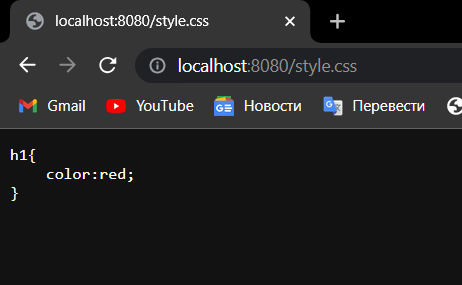 localhost:8080/style.css
localhost:8080/style.css
Gmail YouTube Новости Перевести
h1{
    color:red;
}